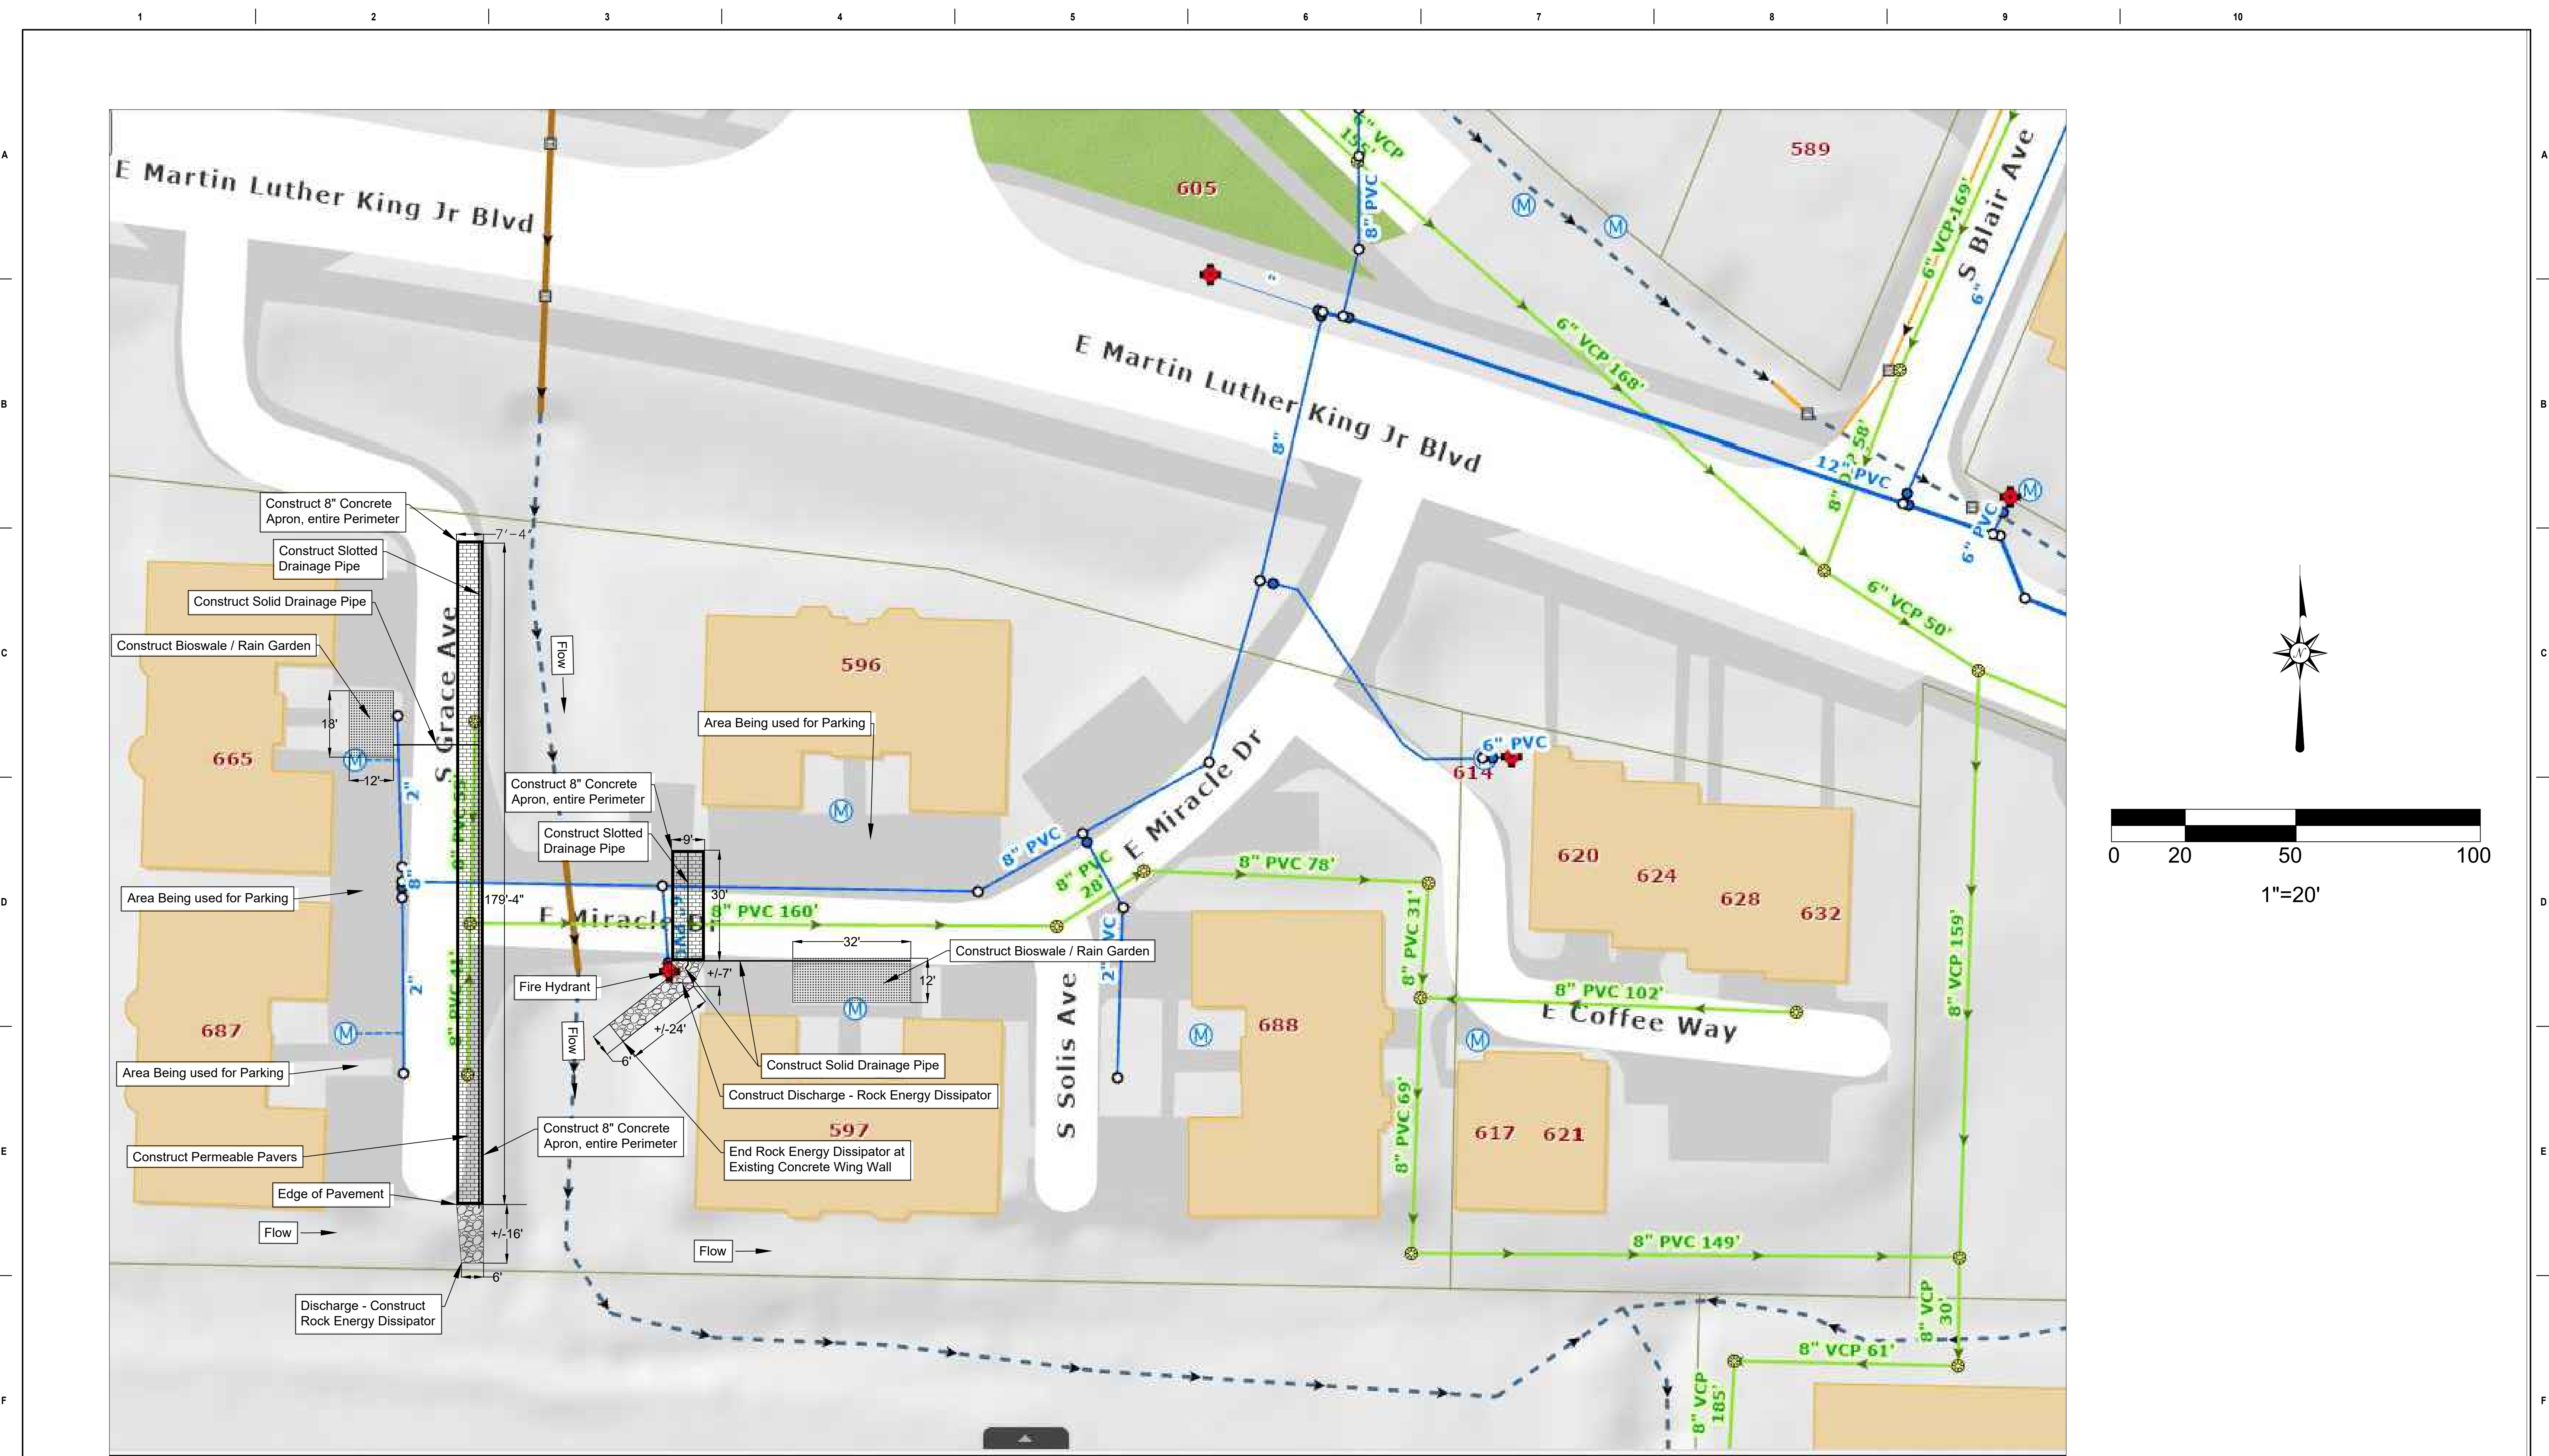 1 2 3 4 5 6 7 8 9 10
A A
B B
C C
D D
E E
F F
E Martin Luther King Jr Blvd
6" VCP
155'
605
8" PVC
589
6" VCP 169'
S Blair Ave
6"
6" VCP 168'
E Martin Luther King Jr Blvd
8"
12" PVC
6" PVC
M
M
M
6" VCP 50'
Construct 8" Concrete
Apron, entire Perimeter
7'-4"
Construct Slotted
Drainage Pipe
Construct Solid Drainage Pipe
Construct Bioswale / Rain Garden
18'
12'
665
M
S Grace Ave
2"
8"
Flow
596
Area Being used for Parking
M
Construct 8" Concrete
Apron, entire Perimeter
Construct Slotted
Drainage Pipe
9'
30'
179'-4"
Area Being used for Parking
E Miracle Dr
8" PVC 160'
8" PVC
8" PVC
28'
E Miracle Dr
8" PVC 78'
6" PVC
614
620
624
628
632
8" PVC 31'
8" VCP 159'
N
0 20 50 100
1"=20'
32'
12'
Construct Bioswale / Rain Garden
+/-7'
Fire Hydrant
+/-24'
6'
Flow
M
2"
687
M
Area Being used for Parking
Construct Solid Drainage Pipe
Construct Discharge - Rock Energy Dissipator
S Solis Ave
688
M
8" PVC 102'
E Coffee Way
M
8" PVC 69'
617
621
Construct 8" Concrete
Apron, entire Perimeter
597
End Rock Energy Dissipator at
Existing Concrete Wing Wall
Construct Permeable Pavers
Edge of Pavement
Flow
+/-16'
6'
Flow
8" PVC 149'
Discharge - Construct
Rock Energy Dissipator
8" VCP
30'
8" VCP 61'
8" VCP
185'